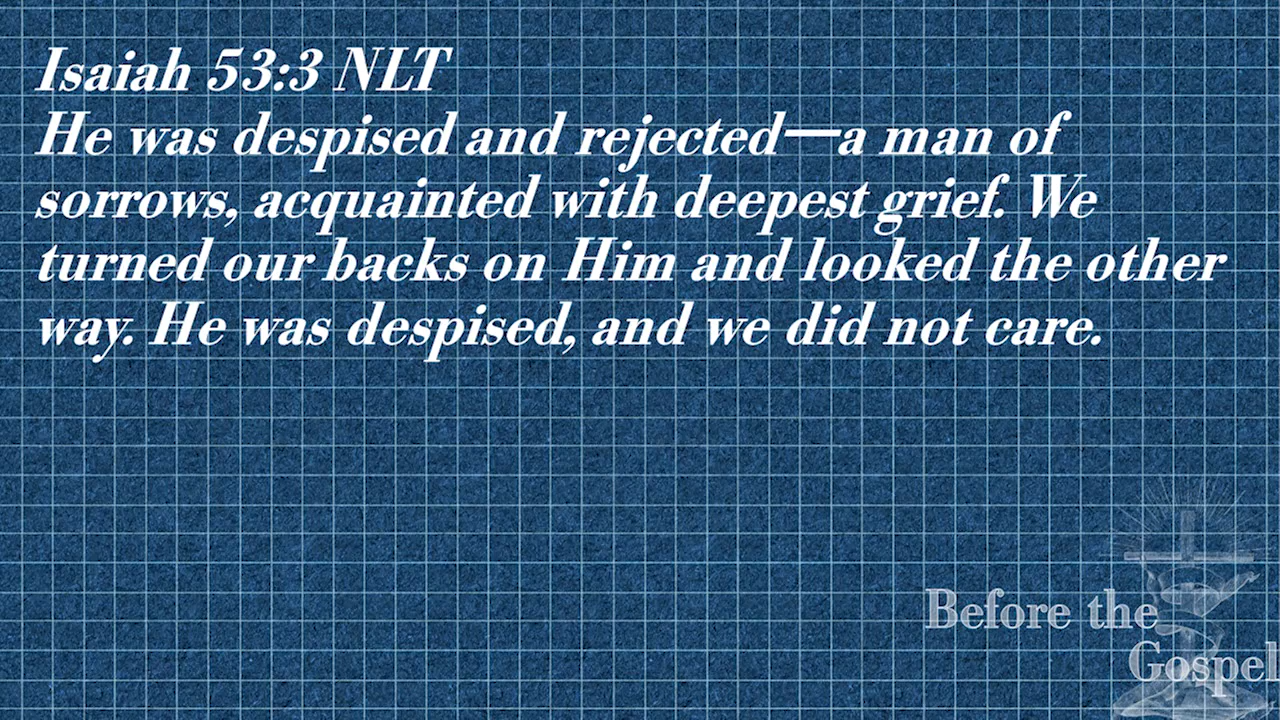 Isaiah 53:3 NLT
He was despised and rejected—a man of
sorrows, acquainted with deepest grief. We
turned our backs on Him and looked the other
way. He was despised, and we did not care.
Before the
Gospel